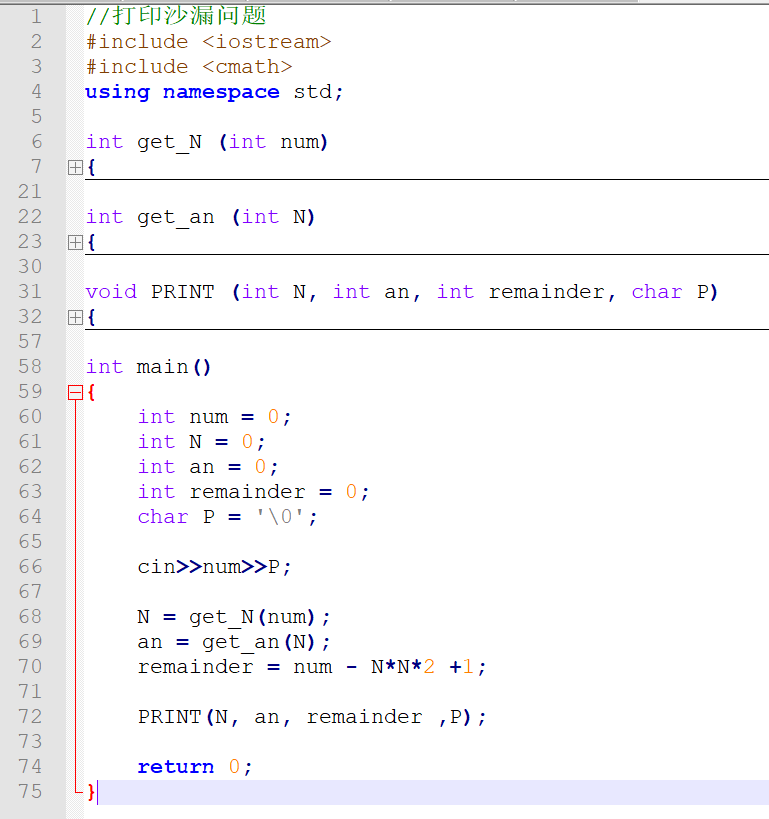 1 //打印沙漏问题
2 #include <iostream>
3 #include <cmath>
4 using namespace std;
5
6 int get_N (int num)
7 {
21
22 int get_an (int N)
23 {
30
31 void PRINT (int N, int an, int remainder, char P)
32 {
57
58 int main()
59 {
60     int num = 0;
61     int N = 0;
62     int an = 0;
63     int remainder = 0;
64     char P = '\0';
65
66     cin>>num>>P;
67
68     N = get_N(num);
69     an = get_an(N);
70     remainder = num - N*N*2 +1;
71
72     PRINT(N, an, remainder ,P);
73
74     return 0;
75 }